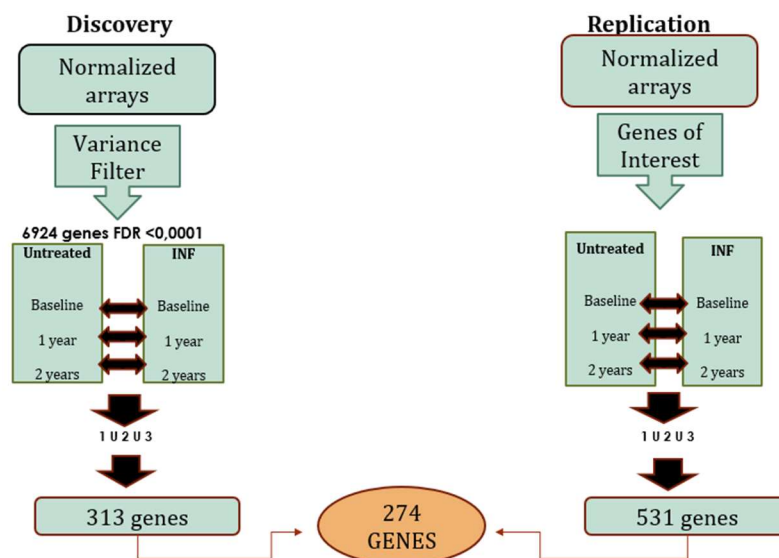 Discovery
Normalized
arrays
Variance
Filter
6924 genes FDR <0,0001
Untreated
INF
Baseline
Baseline
1 year
1 year
2 years
2 years
1 U 2 U 3
313 genes
Replication
Normalized
arrays
Genes of
Interest
Untreated
INF
Baseline
Baseline
1 year
1 year
2 years
2 years
1 U 2 U 3
531 genes
274
GENES